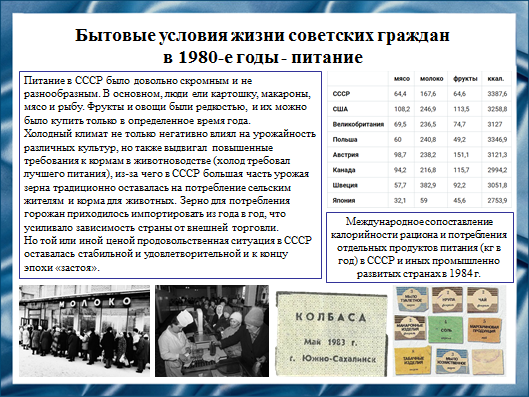 Бытовые условия жизни советских граждан
в 1980-е годы - питание
Питание в СССР было довольно скромным и не
разнообразным. В основном, люди ели картошку, макароны,
мясо и рыбу. Фрукты и овощи были редкостью, и их можно
было купить только в определенное время года.
Холодный климат не только негативно влиял на урожайность
различных культур, но также выдвигал повышенные
требования к кормам в животноводстве (холод требовал
лучшего питания), из-за чего в СССР большая часть урожая
зерна традиционно оставалась на потребление сельским
жителям и корма для животных. Зерно для потребления
горожан приходилось импортировать из года в год, что
усиливало зависимость страны от внешней торговли.
Но той или иной ценой продовольственная ситуация в СССР
оставалась стабильной и удовлетворительной и к концу
эпохи «застоя».
мясо молоко фрукты ккал.
СССР 64,4 167,6 64,6 3387,6
США 108,2 246,9 113,5 3258,8
Великобритания 69,5 236,5 74,7 3127
Польша 60 240,8 49,2 3346,9
Австрия 98,7 238,2 151,1 3121,3
Канада 94,2 216,8 115,7 2994,2
Швеция 57,7 382,9 92,2 3051,8
Япония 32,1 59 45,6 2753,9
Международное сопоставление
калорийности рациона и потребления
отдельных продуктов питания (кг в
год) в СССР и иных промышленно
развитых странах в 1984 г.
МОЛОКО
КОЛБАСА
Май 1983 г.
г. Южно-Сахалинск
МЫЛО
ТУАЛЕТНОЕ
КРУПА
ЧАЙ
МАКАРОННЫЕ
ИЗДЕЛИЯ
СОЛЬ
МАРГАРИНОВАЯ
ПРОДУКЦИЯ
ТАБАЧНЫЕ
ИЗДЕЛИЯ
МЫЛО
ХОЗЯЙСТВЕННОЕ